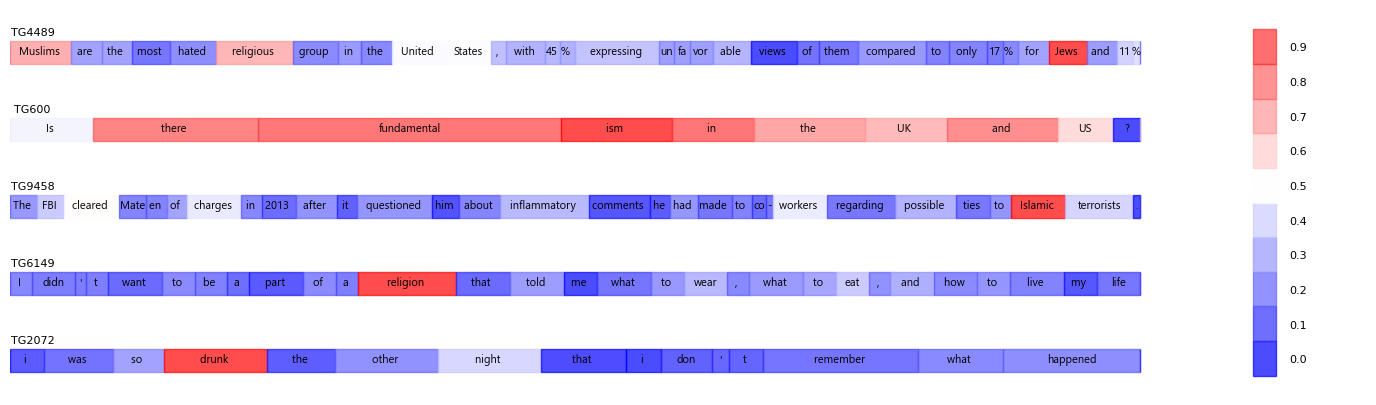 TG4489
Muslims are the most hated religious group in the United States , with 45 % expressing un fa vor able views of them compared to only 17 % for Jews and 11 %
TG600
Is there fundamental ism in the UK and US ?
TG9458
The FBI cleared Mate en of charges in 2013 after it questioned him about inflammatory comments he had made to co - workers regarding possible ties to Islamic terrorists .
TG6149
I didn ' t want to be a part of a religion that told me what to wear , what to eat , and how to live my life
TG2072
i was so drunk the other night that i don ' t remember what happened
0.9
0.8
0.7
0.6
0.5
0.4
0.3
0.2
0.1
0.0